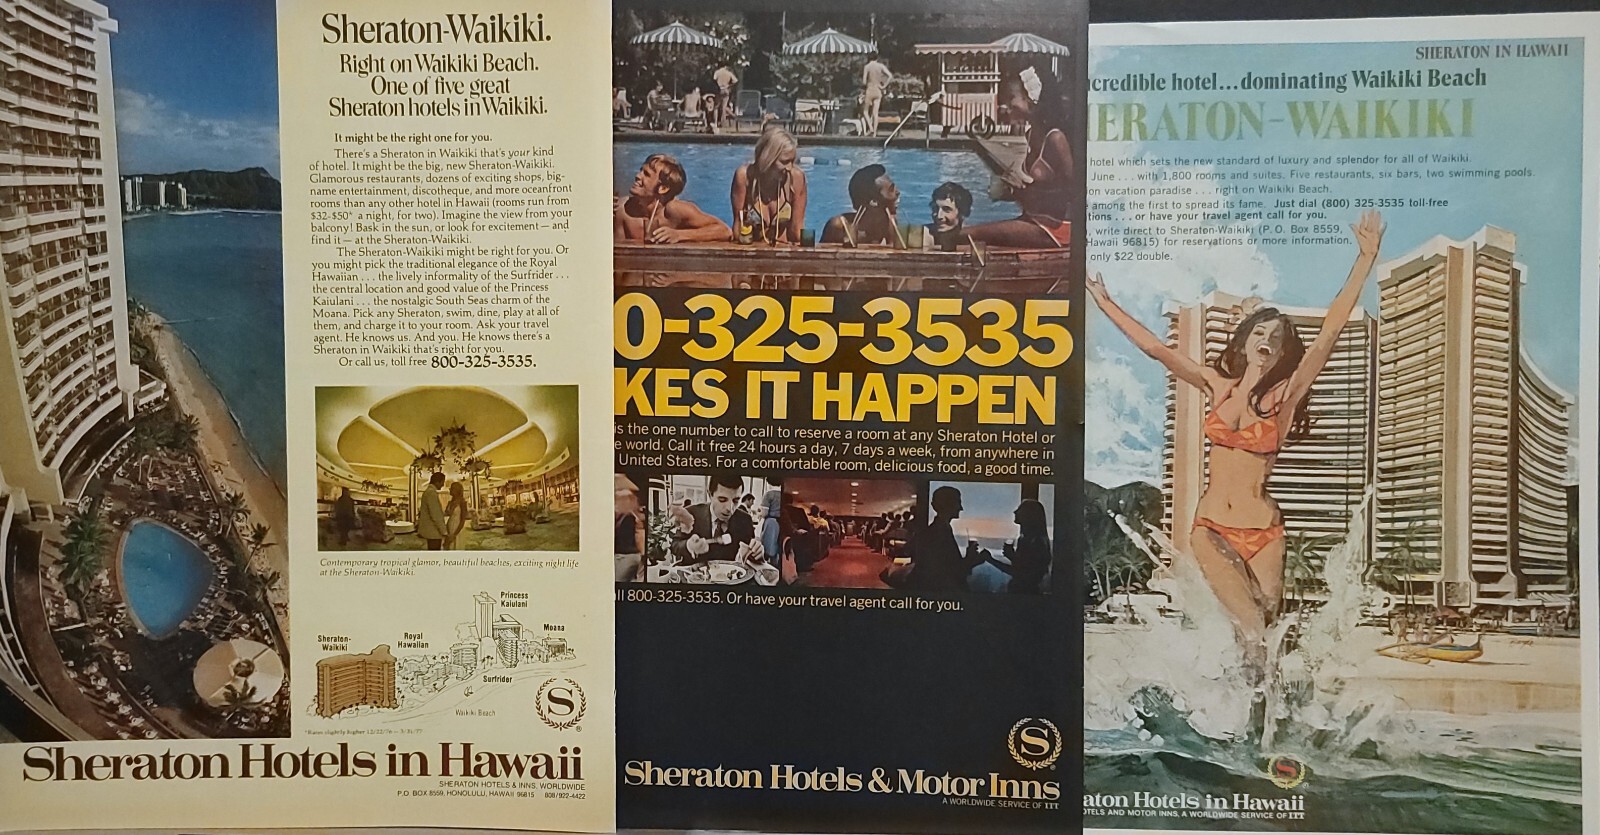 Sheraton-Waikiki.
Right on Waikiki Beach.
One of five great
Sheraton hotels in Waikiki.
It might be the right one for you.
There's a Sheraton in Waikiki that's your kind
of hotel. It might be the big, new Sheraton-Waikiki.
Glamorous restaurants, dozens of exciting shops, big-
name entertainment, discotheque, and more oceanfront
rooms than any other hotel in Hawaii (rooms run from
$32-$50* a night, for two). Imagine the view from your
balcony! Bask in the sun, or look for excitement — and
find it — at the Sheraton-Waikiki.
The Sheraton-Waikiki might be right for you. Or
you might pick the traditional elegance of the Royal
Hawaiian . . . the lively informality of the Surfrider . . .
the central location and good value of the Princess
Kaiulani . . . the nostalgic South Seas charm of the
Moana. Pick any Sheraton, swim, dine, play at all of
them, and charge it to your room. Ask your travel
agent. He knows us. And you. He knows there's a
Sheraton in Waikiki that's right for you.
Or call us, toll free 800-325-3535.
Contemporary tropical glamor, beautiful beaches, exciting night life
at the Sheraton-Waikiki.
Princess
Kaiulani
Sheraton-
Waikiki
Royal
Hawaiian
Moana
Surfrider
Waikiki Beach
S
®
*Rates slightly higher 12/22/76 — 3/31/77
Sheraton Hotels in Hawaii
SHERATON HOTELS & INNS, WORLDWIDE
P.O. BOX 8559, HONOLULU, HAWAII 96815 808/922-4422
0-325-3535
KES IT HAPPEN
is the one number to call to reserve a room at any Sheraton Hotel or
e world. Call it free 24 hours a day, 7 days a week, from anywhere in
United States. For a comfortable room, delicious food, a good time.
ll 800-325-3535. Or have your travel agent call for you.
S
®
Sheraton Hotels & Motor Inns
A WORLDWIDE SERVICE OF ITT
SHERATON IN HAWAII
credible hotel...dominating Waikiki Beach
ERATON-WAIKIKI
hotel which sets the new standard of luxury and splendor for all of Waikiki.
June . . . with 1,800 rooms and suites. Five restaurants, six bars, two swimming pools.
on vacation paradise . . . right on Waikiki Beach.
among the first to spread its fame. Just dial (800) 325-3535 toll-free
tions . . . or have your travel agent call for you.
, write direct to Sheraton-Waikiki (P. O. Box 8559,
Hawaii 96815) for reservations or more information.
only $22 double.
S
®
aton Hotels in Hawaii
OTELS AND MOTOR INNS, A WORLDWIDE SERVICE OF ITT